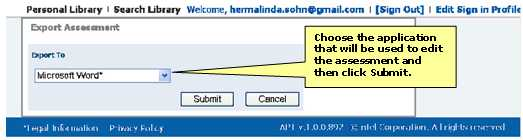 Personal Library | Search Library Welcome, hermalinda.sohn@gmail.com | [Sign Out] | Edit Sign in Profile
Export Assessment
Choose the application
that will be used to edit
the assessment and
then click Submit.
Export To
Microsoft Word*
Submit Cancel
*Legal Information Privacy Policy API v.1.0.0.897 Intel Corporation. All rights reserved